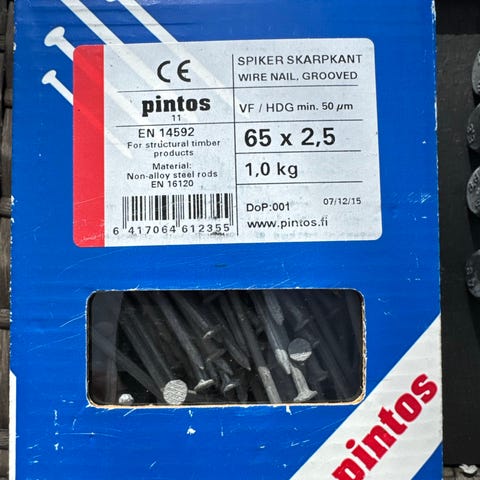 CE
pintos
11
EN 14592
For structural timber
products
Material:
Non-alloy steel rods
EN 16120
6 417064 612355
SPIKER SKARPKANT
WIRE NAIL, GROOVED
VF / HDG min. 50 µm
65 x 2,5
1,0 kg
DoP:001 07/12/15
www.pintos.fi
pintos